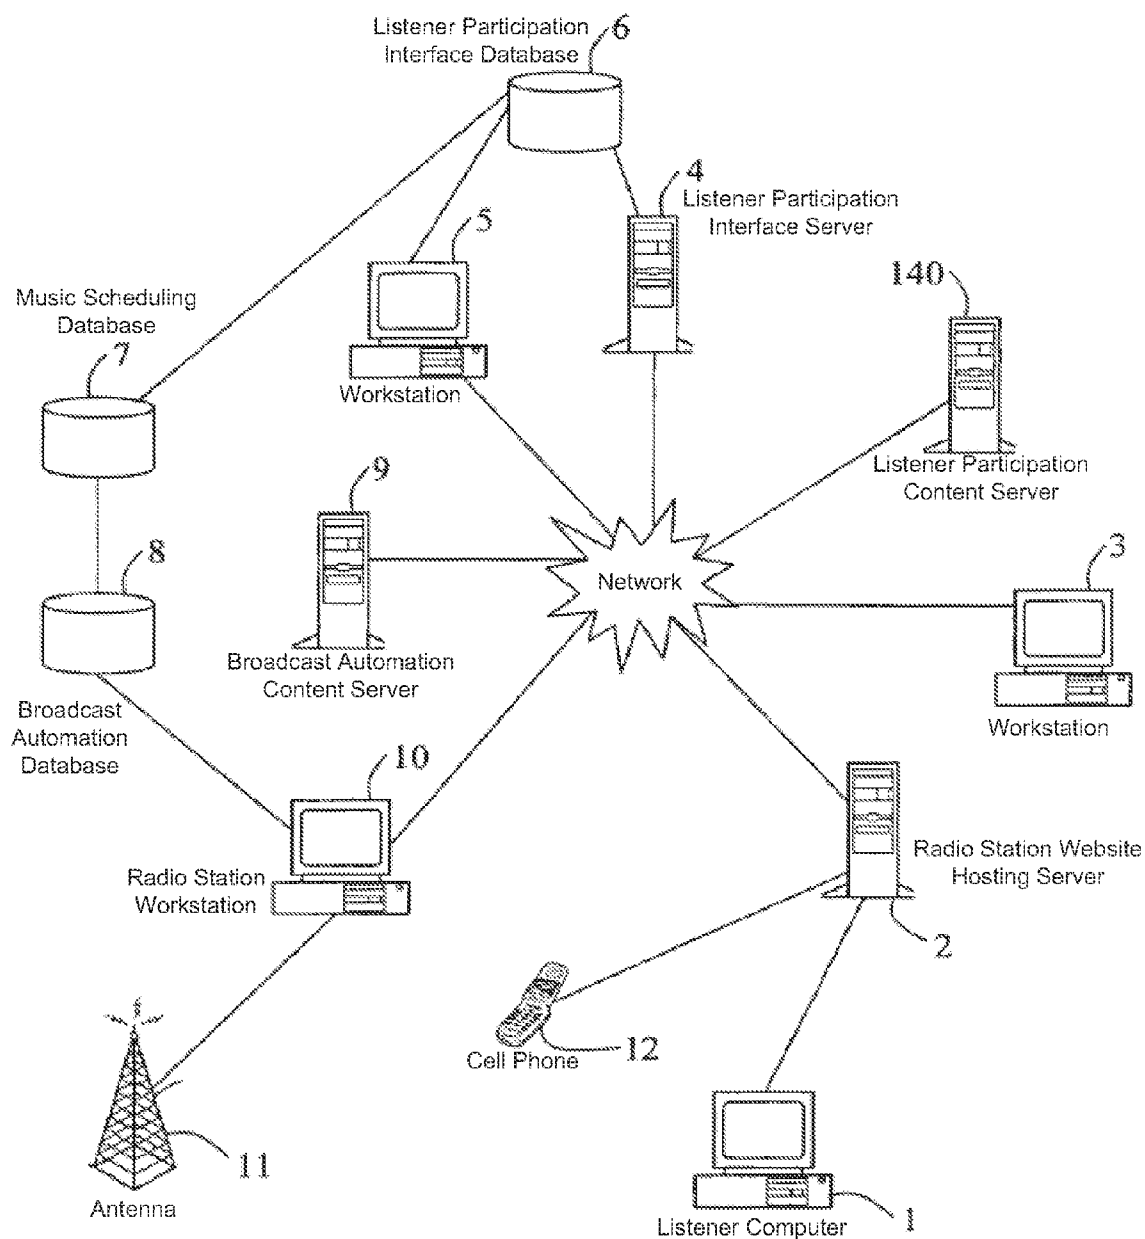 Listener Participation
Interface Database
6
4
Listener Participation
Interface Server
5
140
Music Scheduling
Database
7
Workstation
Listener Participation
Content Server
9
8
Network
3
Broadcast Automation
Content Server
Broadcast
Automation
Database
Workstation
10
Radio Station Website
Hosting Server
Radio Station
Workstation
2
12
Cell Phone
11
Antenna
1
Listener Computer